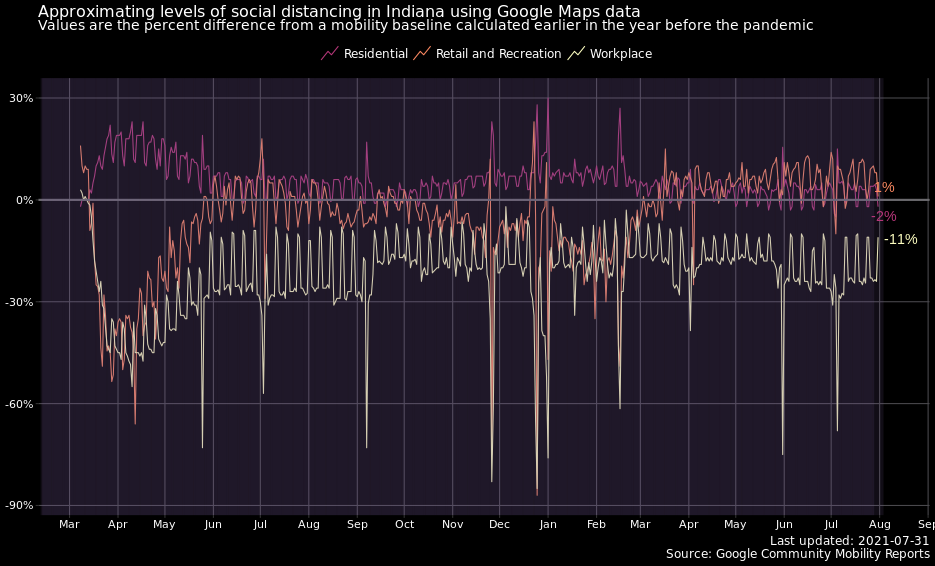 Approximating levels of social distancing in Indiana using Google Maps data
Values are the percent difference from a mobility baseline calculated earlier in the year before the pandemic
Residential Retail and Recreation Workplace
30%
0%
-30%
-60%
-90%
1%
-2%
-11%
Mar Apr May Jun Jul Aug Sep Oct Nov Dec Jan Feb Mar Apr May Jun Jul Aug Sep
Last updated: 2021-07-31
Source: Google Community Mobility Reports